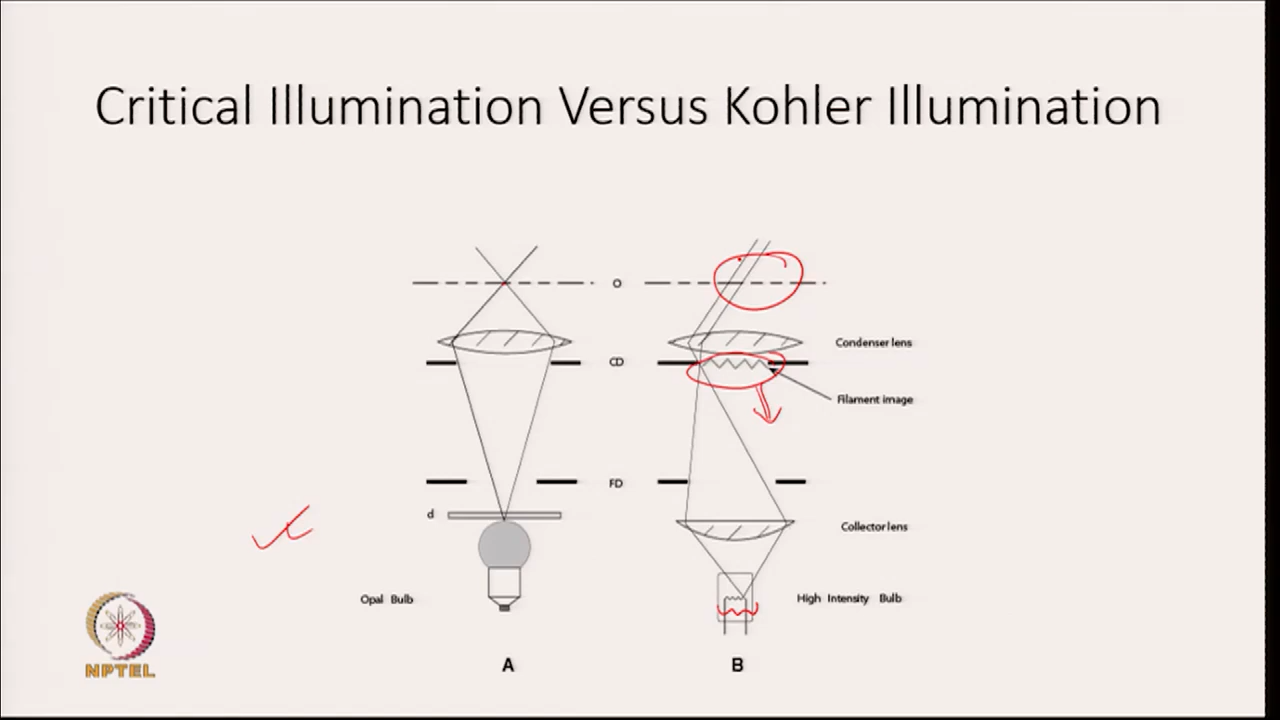 Critical Illumination Versus Kohler Illumination
O
Condenser lens
CD
Filament image
FD
d
Collector lens
Opal Bulb
High Intensity Bulb
A
B
NPTEL